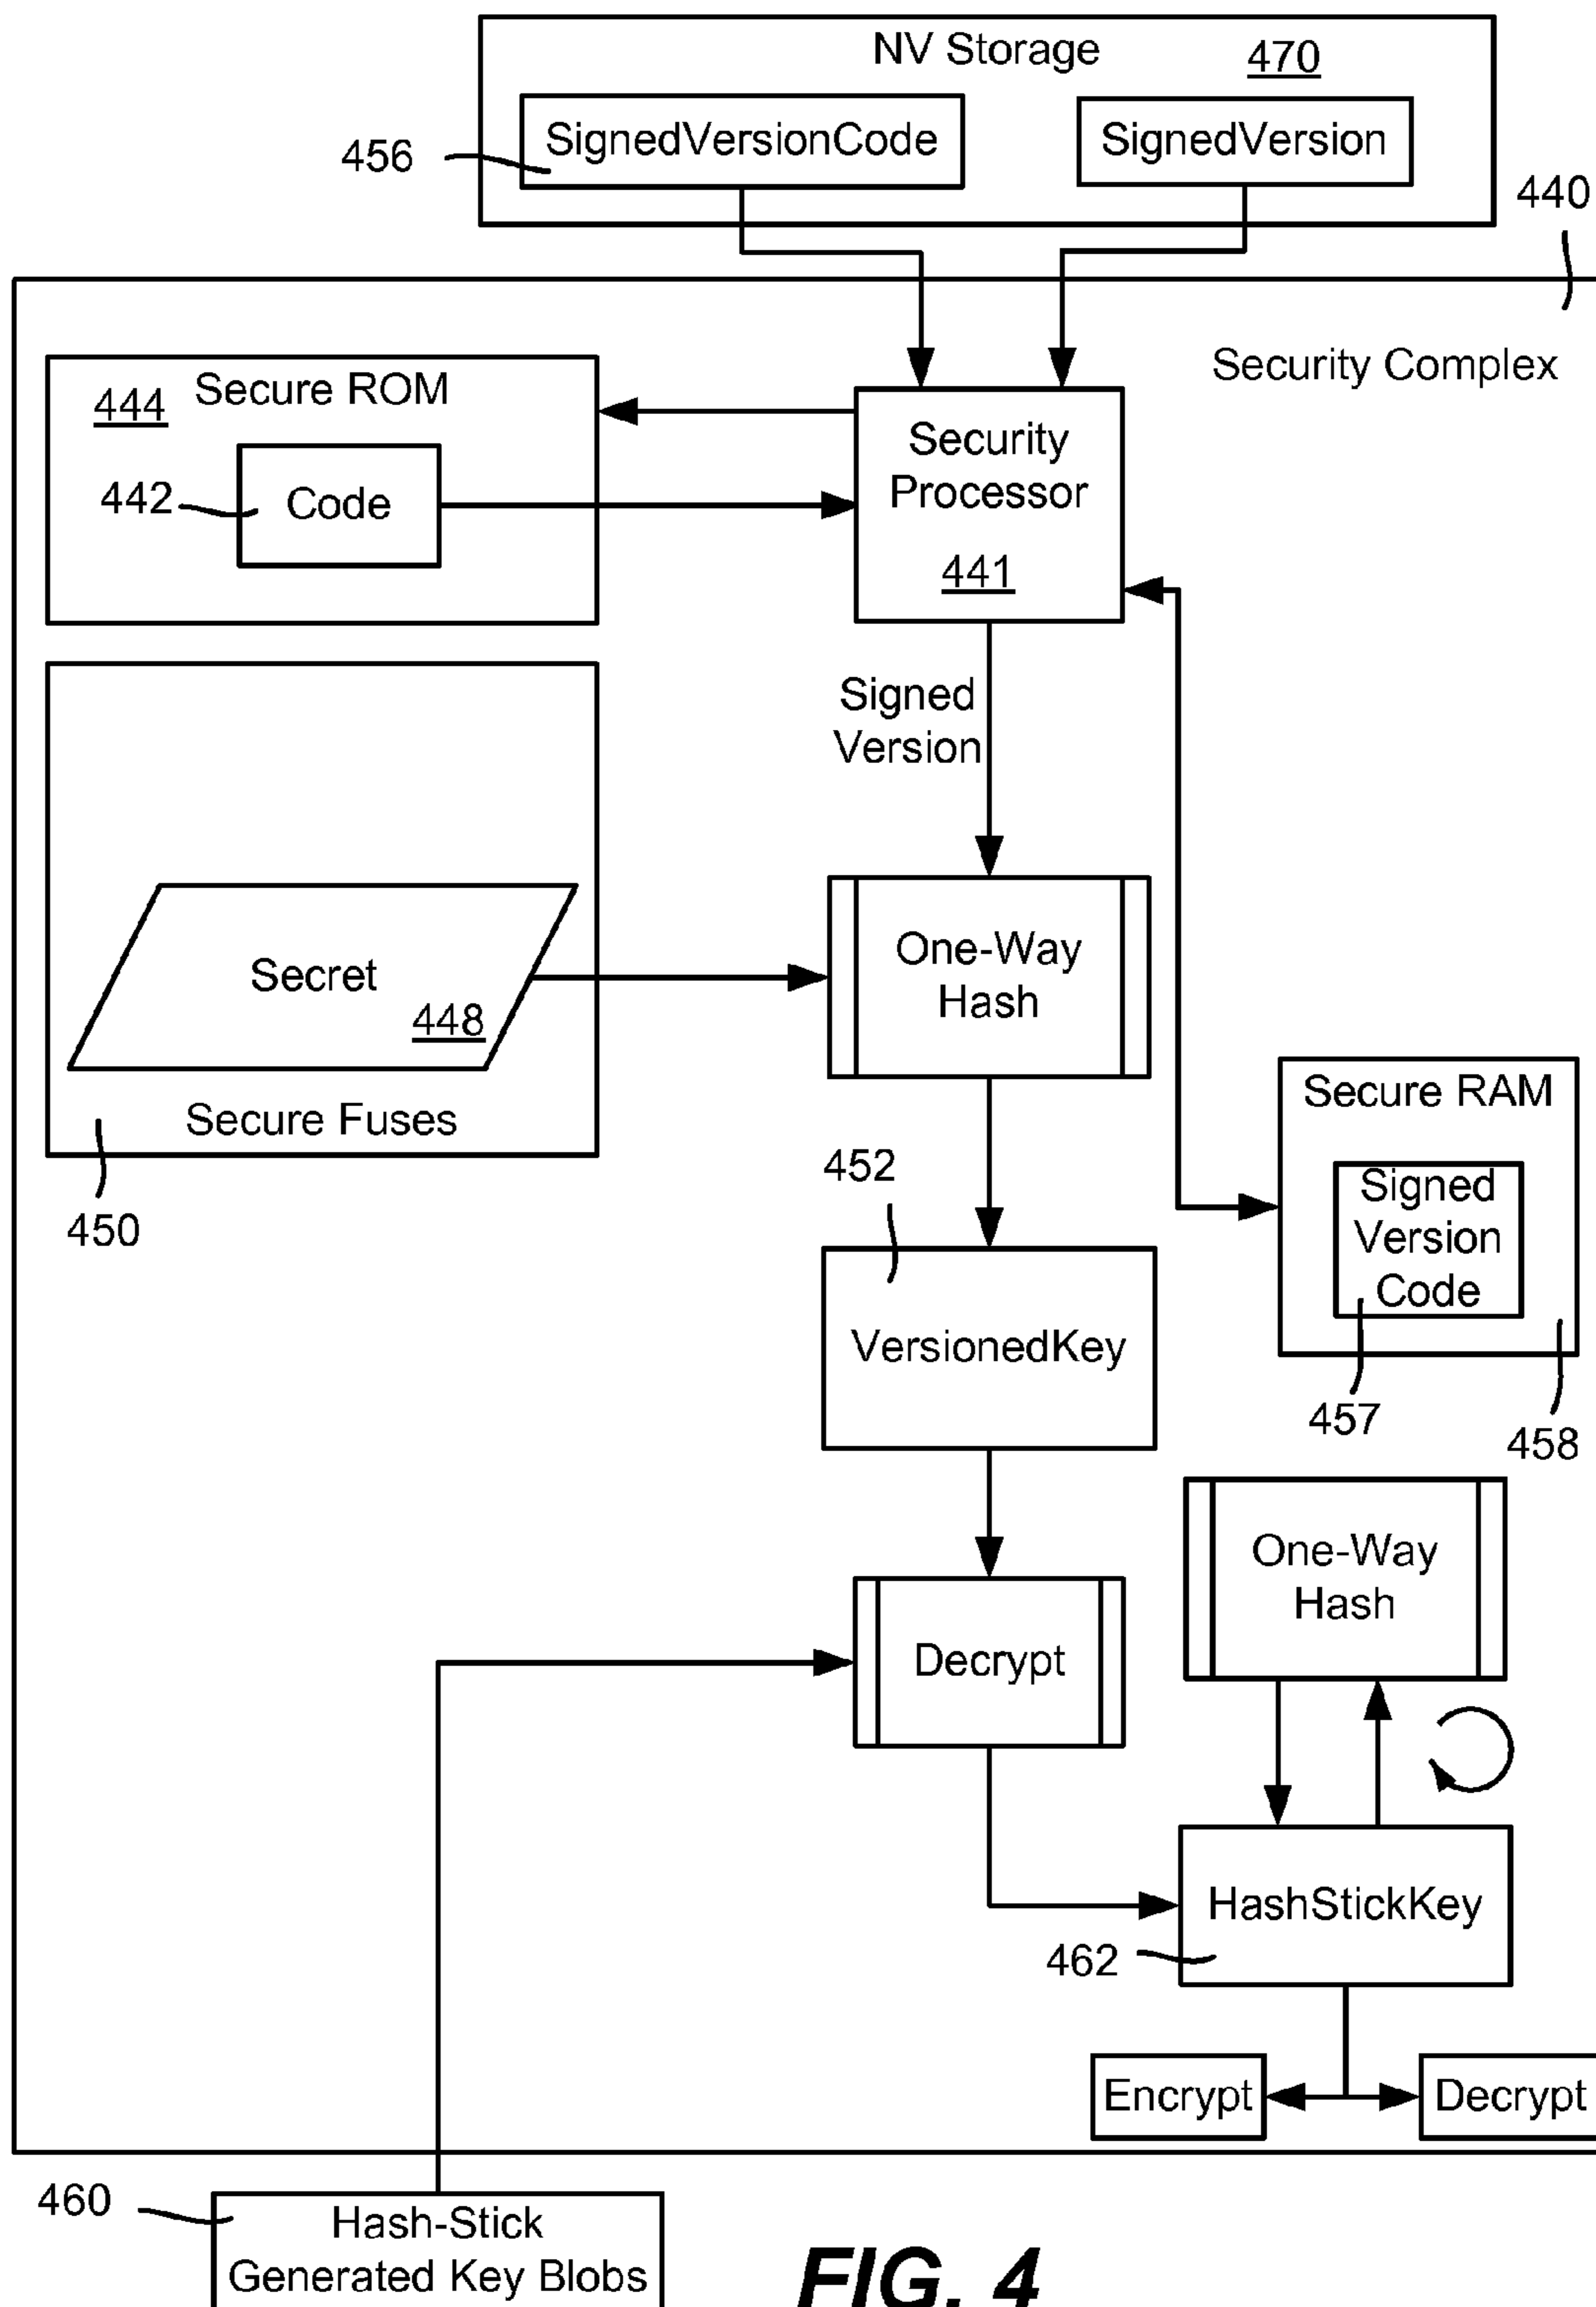 NV Storage
470
SignedVersionCode
SignedVersion
456
440
Security Complex
Secure ROM
444
442
Code
Security
Processor
441
Signed
Version
Secret
448
Secure Fuses
450
One-Way
Hash
Secure RAM
Signed
Version
Code
457
458
452
VersionedKey
One-Way
Hash
Decrypt
HashStickKey
462
Encrypt
Decrypt
460
Hash-Stick
Generated Key Blobs
FIG. 4